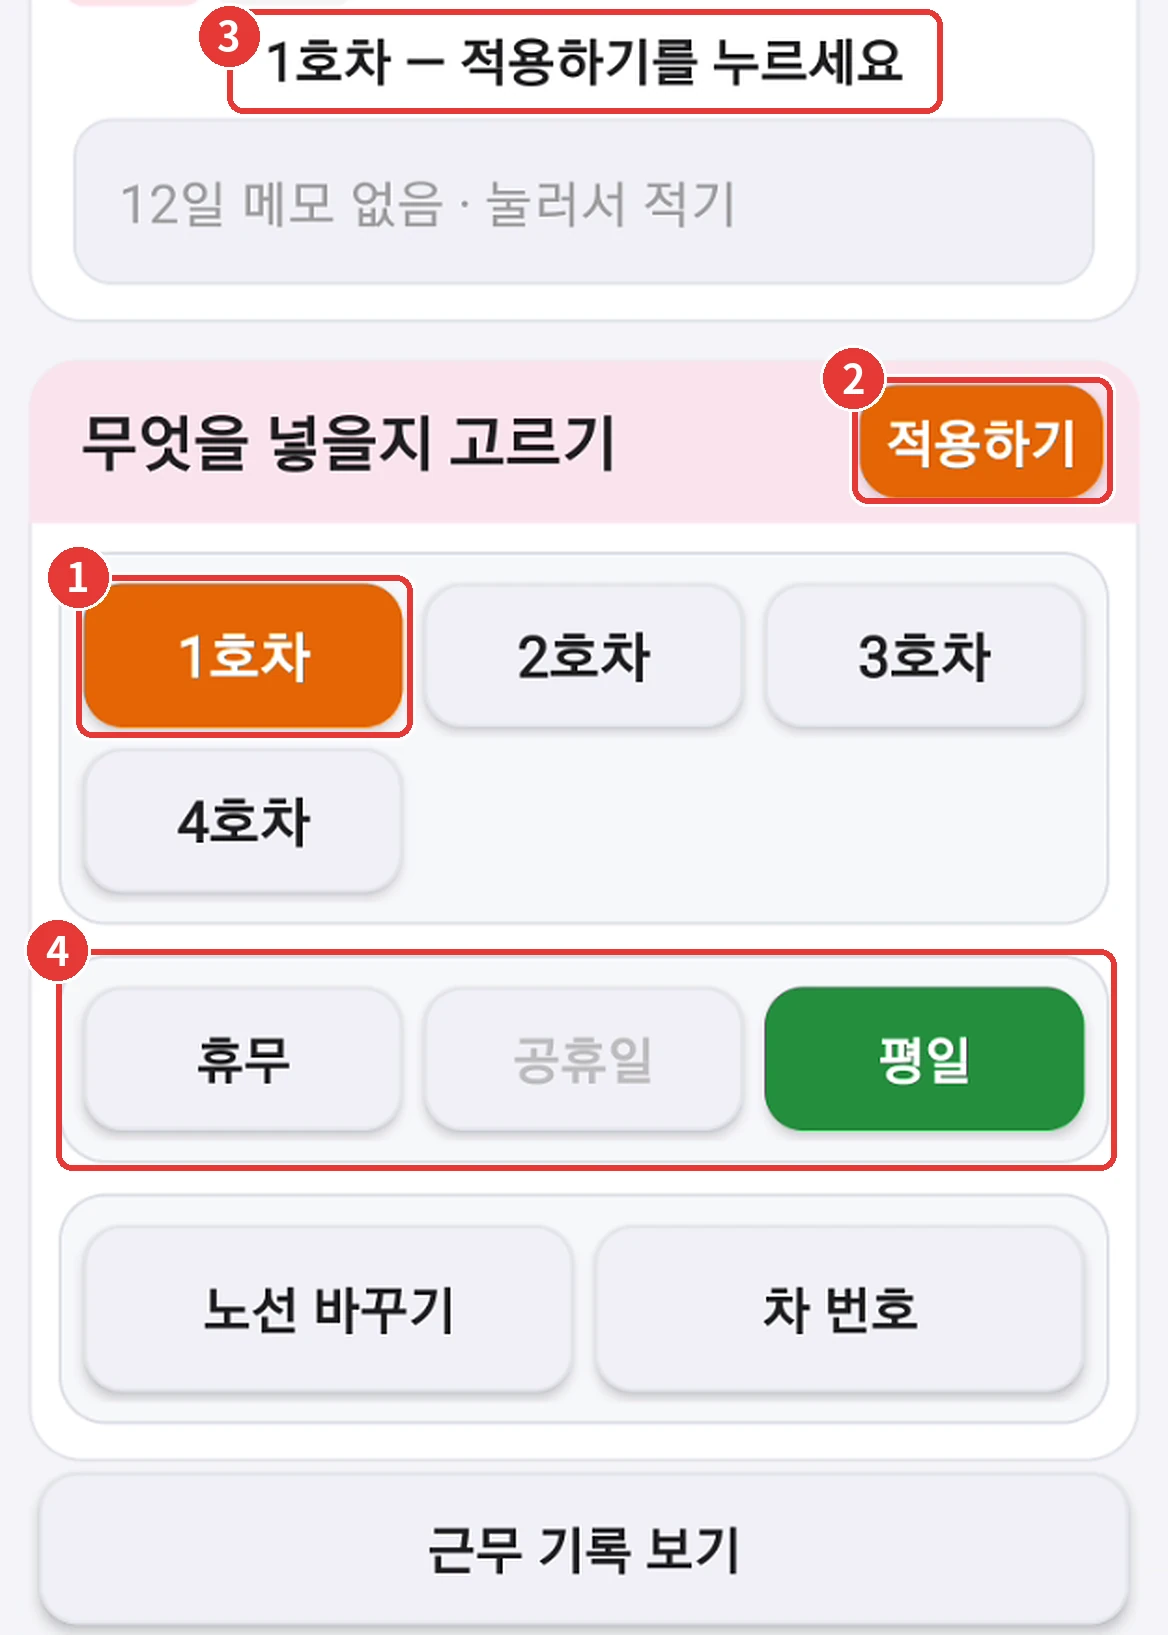 3
1호차 – 적용하기를 누르세요
12일 메모 없음 · 눌러서 적기
무엇을 넣을지 고르기
2
적용하기
1
1호차 2호차 3호차
4호차
4
휴무 공휴일 평일
노선 바꾸기 차 번호
근무 기록 보기